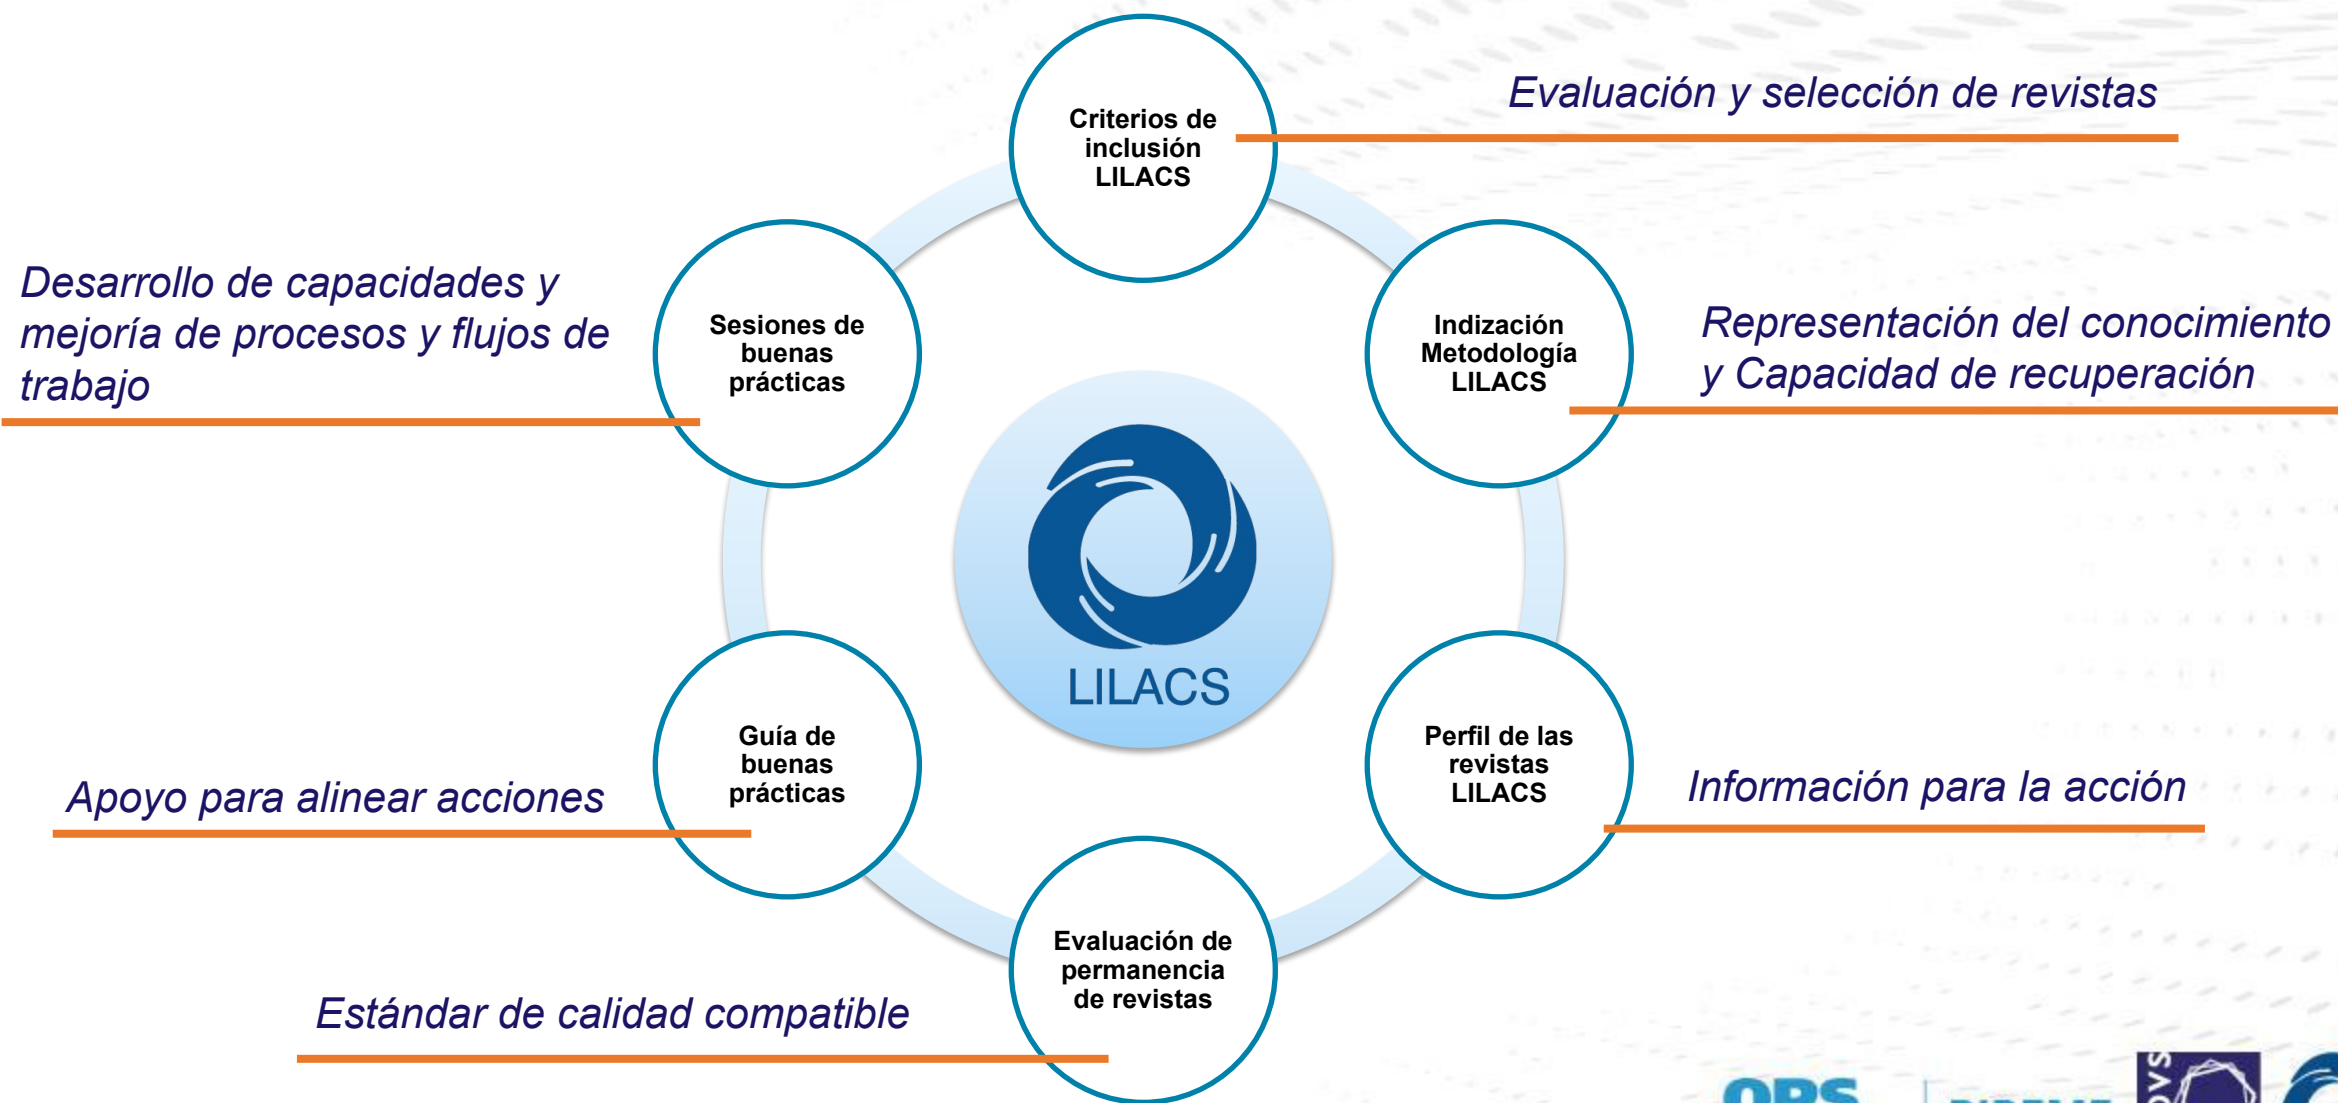 Criterios de
inclusión
LILACS
Evaluación y selección de revistas
Indización
Metodología
LILACS
Representación del conocimiento
y Capacidad de recuperación
Perfil de las
revistas
LILACS
Información para la acción
Evaluación de
permanencia
de revistas
Estándar de calidad compatible
Guía de
buenas
prácticas
Apoyo para alinear acciones
Sesiones de
buenas
prácticas
Desarrollo de capacidades y
mejoría de procesos y flujos de
trabajo
LILACS
OPS